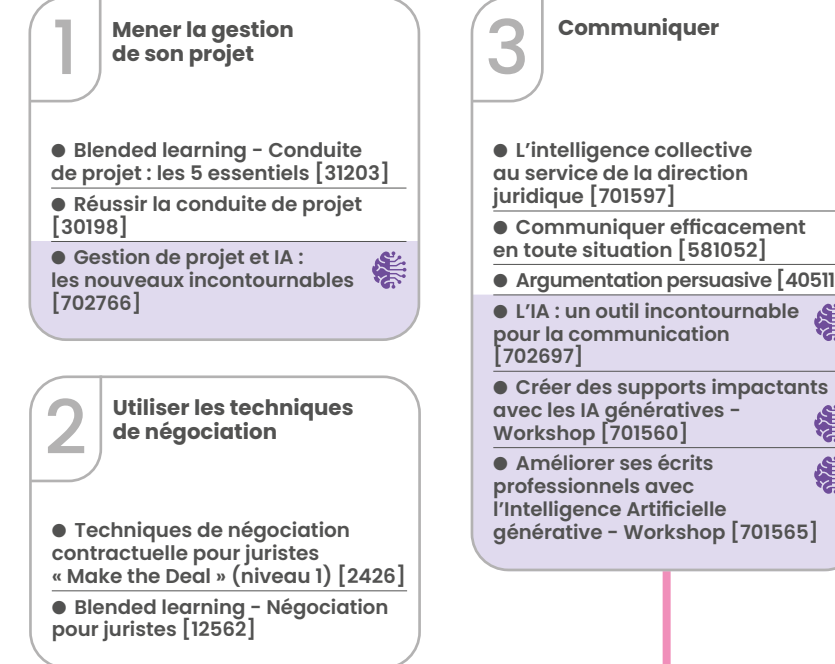 1
Mener la gestion
de son projet
● Blended learning - Conduite
de projet : les 5 essentiels [31203]
● Réussir la conduite de projet
[30198]
● Gestion de projet et IA :
les nouveaux incontournables
[702766]
2
Utiliser les techniques
de négociation
● Techniques de négociation
contractuelle pour juristes
« Make the Deal » (niveau 1) [2426]
● Blended learning - Négociation
pour juristes [12562]
3
Communiquer
● L’intelligence collective
au service de la direction
juridique [701597]
● Communiquer efficacement
en toute situation [581052]
● Argumentation persuasive [40511
● L’IA : un outil incontournable
pour la communication
[702697]
● Créer des supports impactants
avec les IA génératives -
Workshop [701560]
● Améliorer ses écrits
professionnels avec
l’Intelligence Artificielle
générative - Workshop [701565]